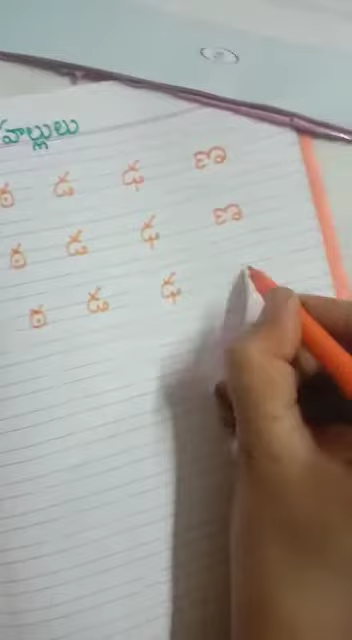 హల్లులు
ఠ డ ఢ ణ
ఠ డ ఢ ణ
ఠ డ ఢ